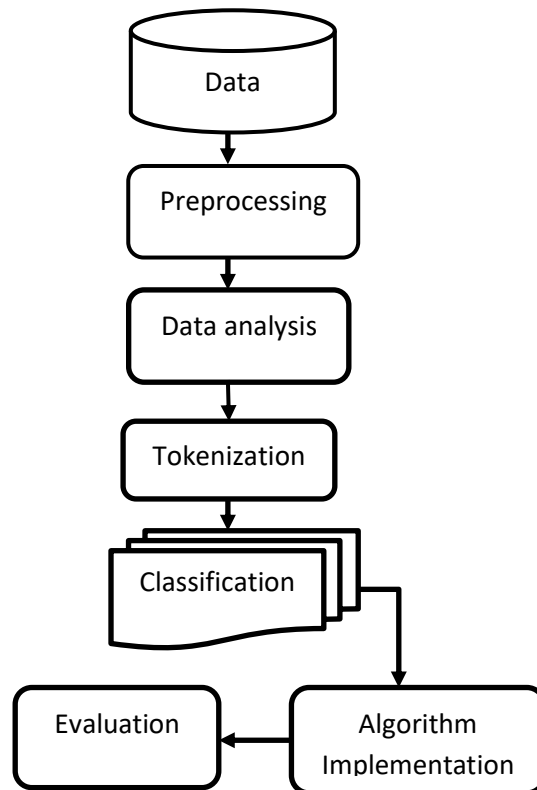 Data
Preprocessing
Data analysis
Tokenization
Classification
Algorithm
Implementation
Evaluation